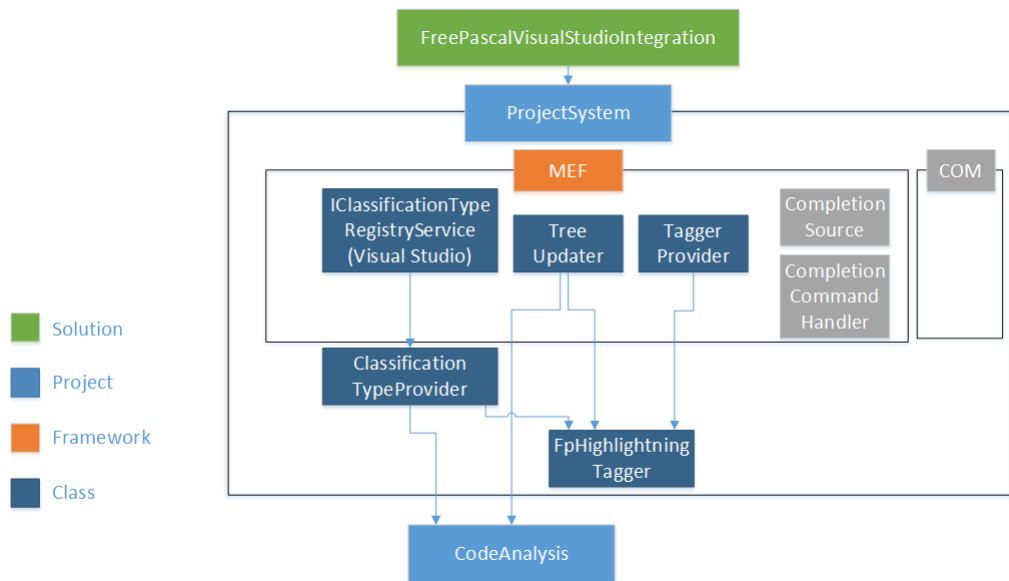 FreePascalVisualStudioIntegration
ProjectSystem
MEF
COM
IClassificationType
RegistryService
(Visual Studio)
Tree
Updater
Tagger
Provider
Completion
Source
Completion
Command
Handler
Solution
Project
Framework
Class
Classification
TypeProvider
FpHighlightning
Tagger
CodeAnalysis